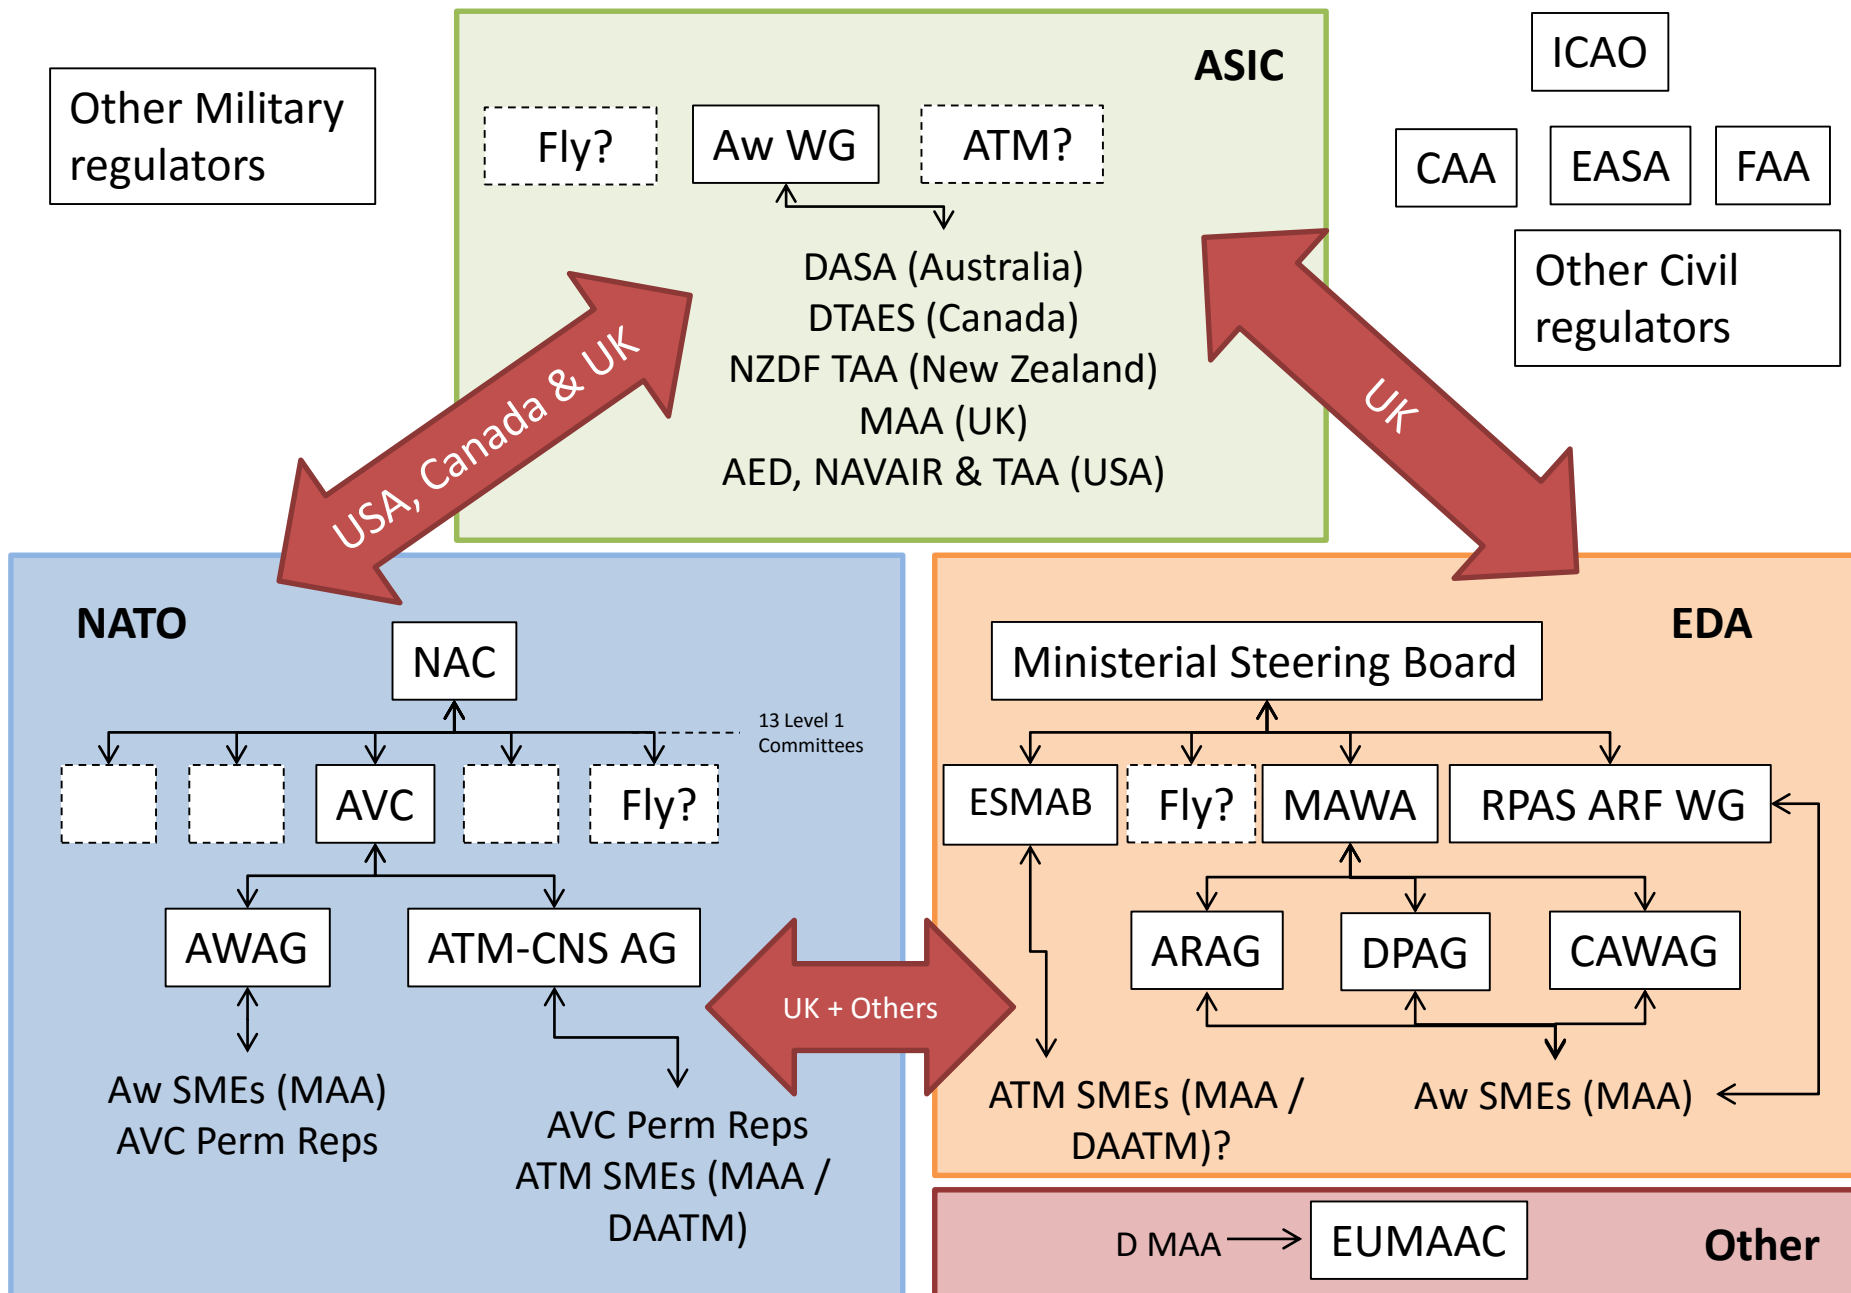 ASIC
ICAO
Other Military
regulators
Fly?
Aw WG
ATM?
CAA
EASA
FAA
DASA (Australia)
DTAES (Canada)
NZDF TAA (New Zealand)
MAA (UK)
AED, NAVAIR & TAA (USA)
Other Civil
regulators
USA, Canada & UK
UK
NATO
NAC
13 Level 1
Committees
AVC
Fly?
AWAG
ATM-CNS AG
Aw SMEs (MAA)
AVC Perm Reps
AVC Perm Reps
ATM SMEs (MAA /
DAATM)
UK + Others
EDA
Ministerial Steering Board
ESMAB
Fly?
MAWA
RPAS ARF WG
ARAG
DPAG
CAWAG
ATM SMEs (MAA /
DAATM)?
Aw SMEs (MAA)
D MAA
EUMAAC
Other